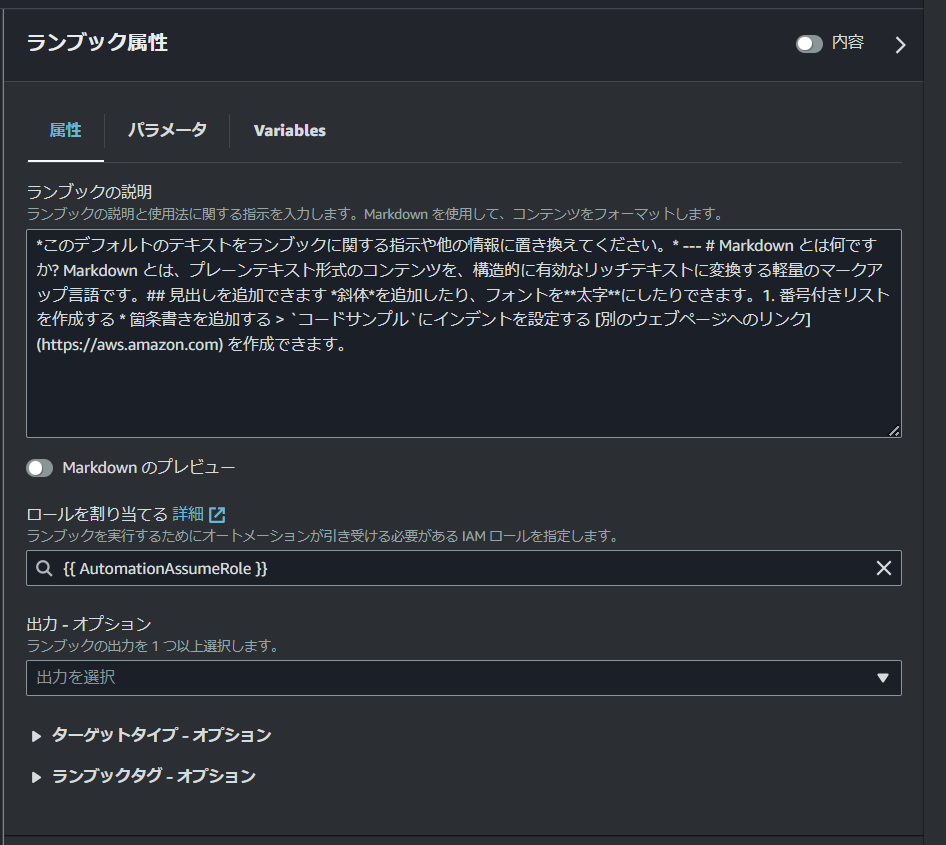 ランブック属性
内容
属性
パラメータ
Variables
ランブックの説明
ランブックの説明と使用法に関する指示を入力します。Markdown を使用して、コンテンツをフォーマットします。
*このデフォルトのテキストをランブックに関する指示や他の情報に置き換えてください。* --- # Markdown とは何です
か? Markdown とは、プレーンテキスト形式のコンテンツを、構造的に有効なリッチテキストに変換する軽量のマークア
ップ言語です。## 見出しを追加できます *斜体*を追加したり、フォントを**太字**にしたりできます。1. 番号付きリスト
を作成する * 箇条書きを追加する > `コードサンプル`にインデントを設定する [別のウェブページへのリンク]
(https://aws.amazon.com) を作成できます。
Markdown のプレビュー
ロールを割り当てる 詳細
ランブックを実行するためにオートメーションが引き受ける必要がある IAM ロールを指定します。
{{ AutomationAssumeRole }}
出力 - オプション
ランブックの出力を 1 つ以上選択します。
出力を選択
ターゲットタイプ - オプション
ランブックタグ - オプション